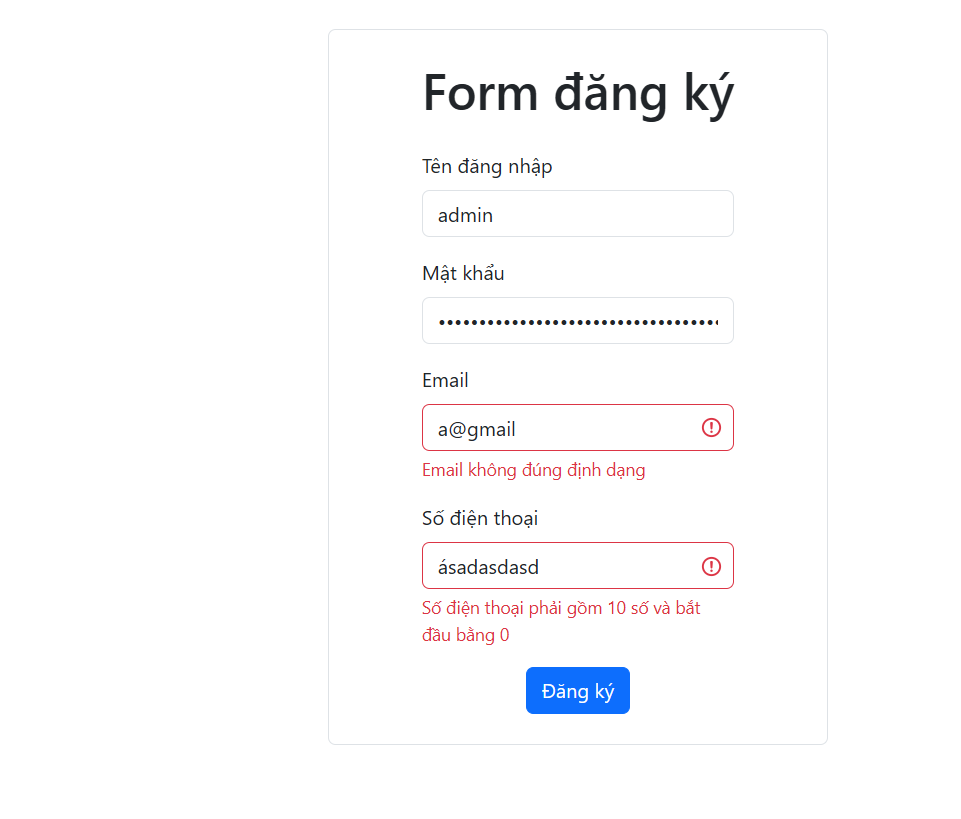 Form đăng ký
Tên đăng nhập
admin
Mật khẩu
••••••••••••••••••••••••••••••••••
Email
a@gmail
Email không đúng định dạng
Số điện thoại
ásadasdasd
Số điện thoại phải gồm 10 số và bắt
đầu bằng 0
Đăng ký